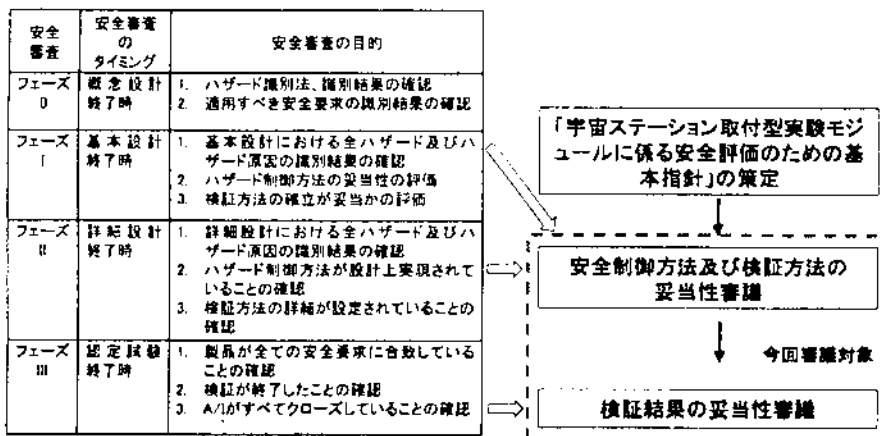 安全
審査
安全審査
の
タイミング
安全審査の目的
フェーズ
0
概念設計
終了時
1. ハザード識別法、識別結果の確認
2. 適用すべき安全要求の識別結果の確認
フェーズ
I
基本設計
終了時
1. 基本設計における全ハザード及びハ
ザード原因の識別結果の確認
2. ハザード制御方法の妥当性の評価
3. 検証方法の確立が妥当かの評価
フェーズ
II
詳細設計
終了時
1. 詳細設計における全ハザード及びハ
ザード原因の識別結果の確認
2. ハザード制御方法が設計上実現されて
いることの確認
3. 検証方法の詳細が設定されていることの
確認
フェーズ
III
認定試験
終了時
1. 製品が全ての安全要求に合致している
ことの確認
2. 検証が終了したことの確認
3. A/Iがすべてクローズしていることの確認
「宇宙ステーション取付型実験モジ
ュールに係る安全評価のための基
本指針」の策定
安全制御方法及び検証方法の
妥当性審議
今回審議対象
検証結果の妥当性審議